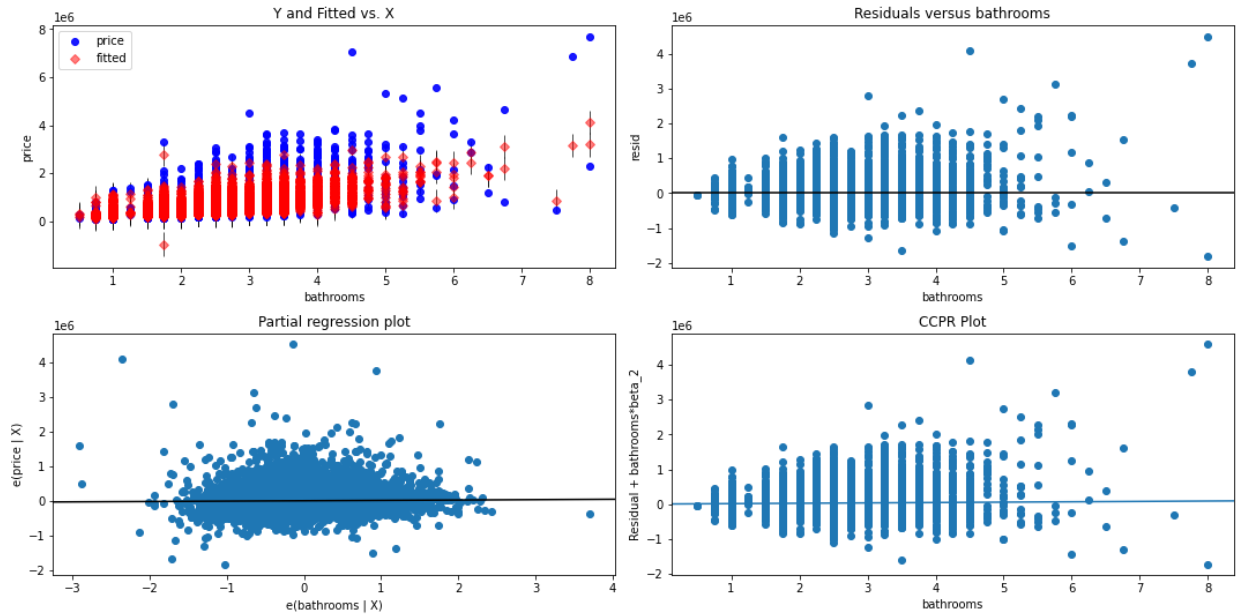 Y and Fitted vs. X
1e6
price
fitted
8
6
4
2
0
price
1 2 3 4 5 6 7 8
bathrooms
Residuals versus bathrooms
1e6
4
3
2
1
0
−1
−2
resid
1 2 3 4 5 6 7 8
bathrooms
Partial regression plot
1e6
4
3
2
1
0
−1
−2
e(price | X)
−3 −2 −1 0 1 2 3 4
e(bathrooms | X)
CCPR Plot
1e6
4
3
2
1
0
−1
−2
Residual + bathrooms*beta_2
1 2 3 4 5 6 7 8
bathrooms